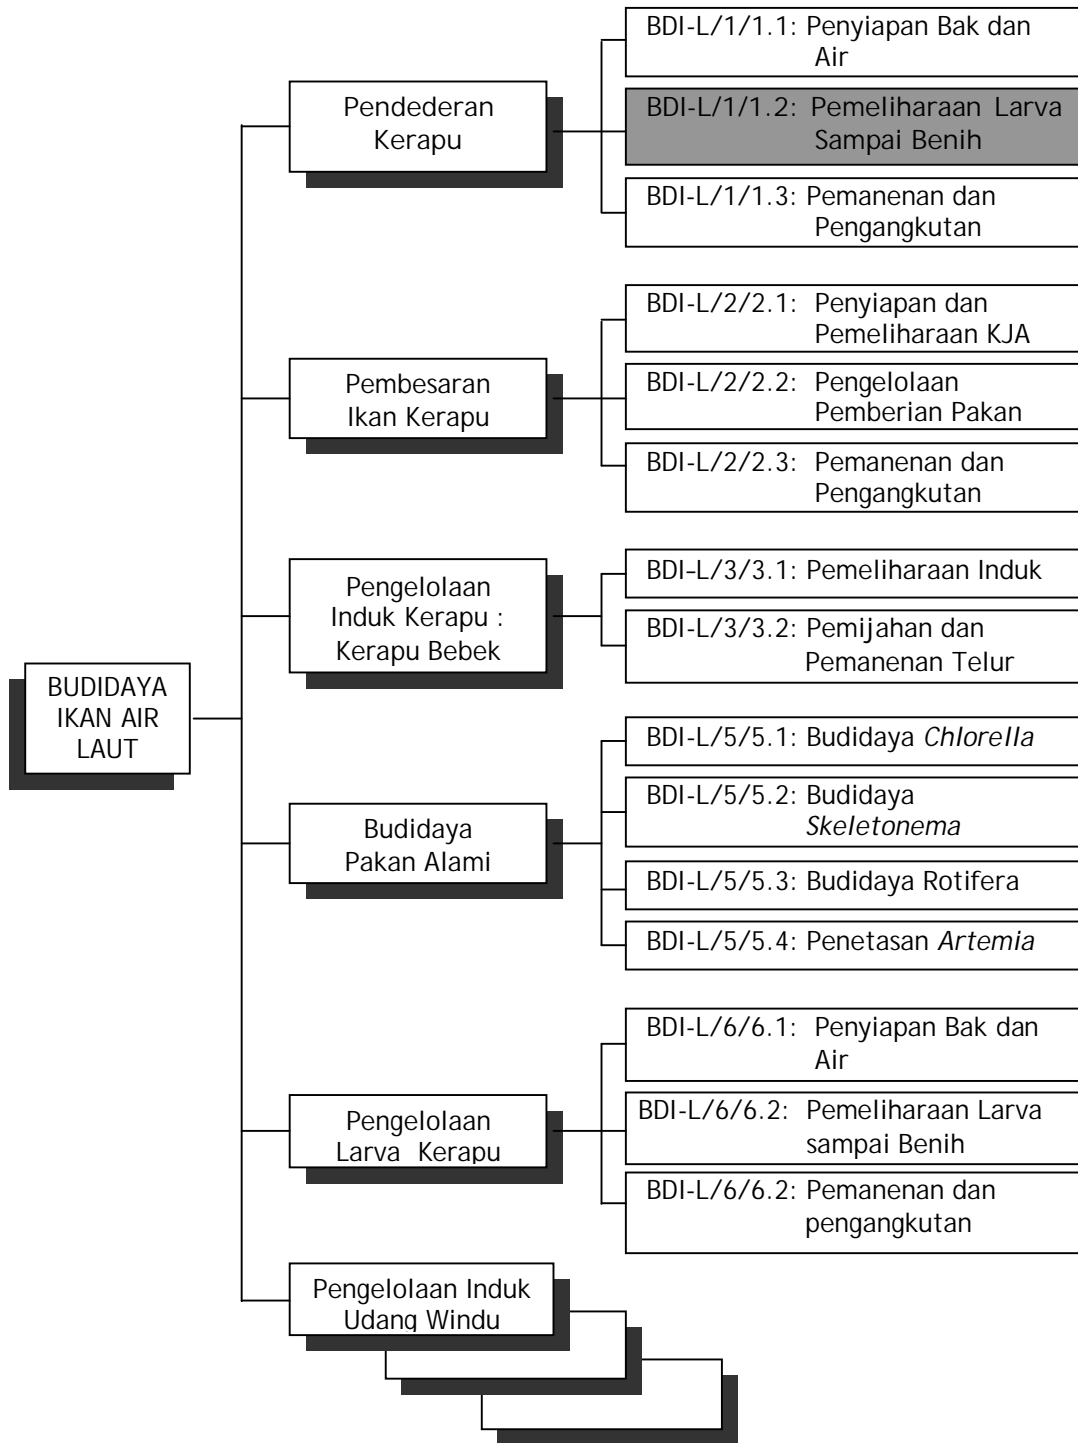 BUDIDAYA
IKAN AIR
LAUT
Pendederan
Kerapu
BDI-L/1/1.1: Penyiapan Bak dan
Air
BDI-L/1/1.2: Pemeliharaan Larva
Sampai Benih
BDI-L/1/1.3: Pemanenan dan
Pengangkutan
Pembesaran
Ikan Kerapu
BDI-L/2/2.1: Penyiapan dan
Pemeliharaan KJA
BDI-L/2/2.2: Pengelolaan
Pemberian Pakan
BDI-L/2/2.3: Pemanenan dan
Pengangkutan
Pengelolaan
Induk Kerapu :
Kerapu Bebek
BDI-L/3/3.1: Pemeliharaan Induk
BDI-L/3/3.2: Pemijahan dan
Pemanenan Telur
Budidaya
Pakan Alami
BDI-L/5/5.1: Budidaya Chlorella
BDI-L/5/5.2: Budidaya
Skeletonema
BDI-L/5/5.3: Budidaya Rotifera
BDI-L/5/5.4: Penetasan Artemia
Pengelolaan
Larva Kerapu
BDI-L/6/6.1: Penyiapan Bak dan
Air
BDI-L/6/6.2: Pemeliharaan Larva
sampai Benih
BDI-L/6/6.2: Pemanenan dan
pengangkutan
Pengelolaan Induk
Udang Windu